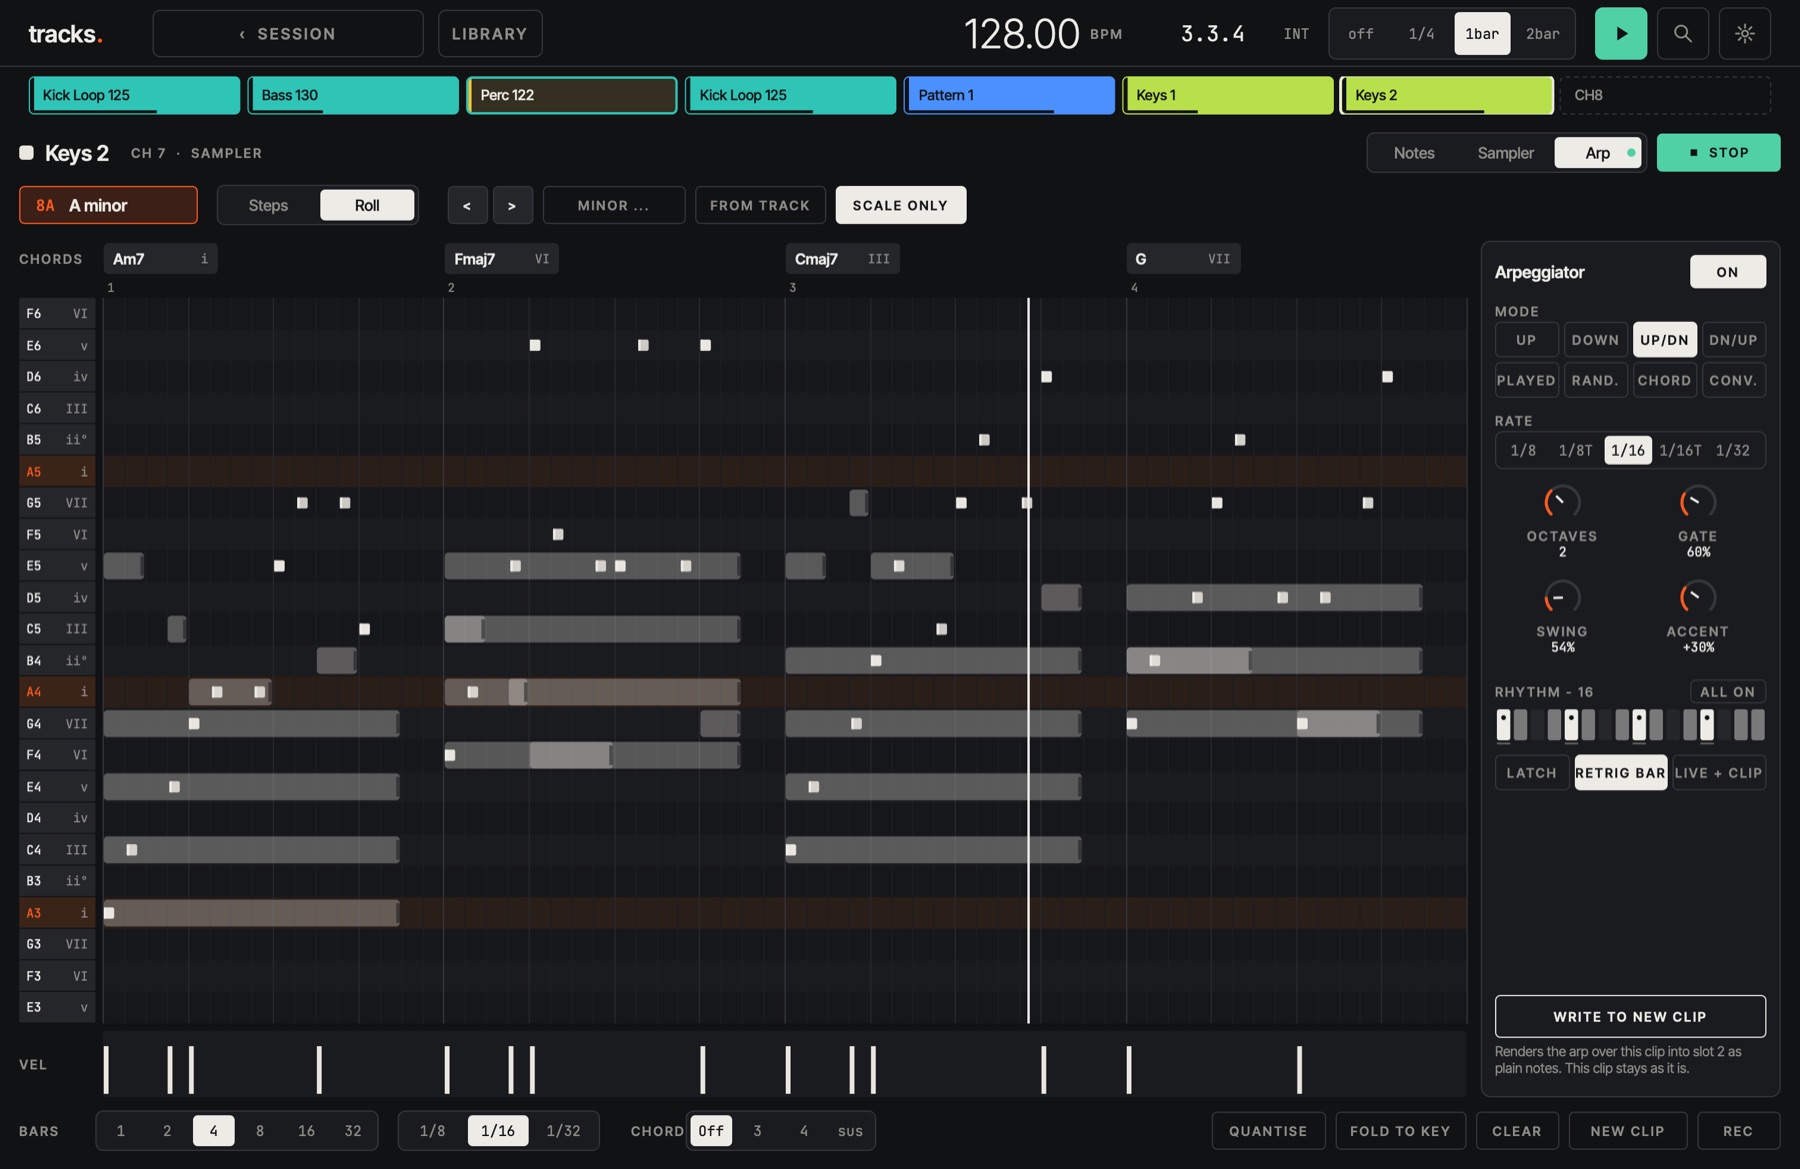 tracks.
‹ SESSION
LIBRARY
128.00 BPM
3.3.4
INT
off 1/4 1bar 2bar
Kick Loop 125
Bass 130
Perc 122
Kick Loop 125
Pattern 1
Keys 1
Keys 2
CH8
Keys 2 CH 7 · SAMPLER
Notes Sampler Arp
STOP
8A A minor
Steps Roll
< >
MINOR ...
FROM TRACK
SCALE ONLY
CHORDS
Am7 i
Fmaj7 VI
Cmaj7 III
G VII
1 2 3 4
F6 VI
E6 v
D6 iv
C6 III
B5 ii°
A5 i
G5 VII
F5 VI
E5 v
D5 iv
C5 III
B4 ii°
A4 i
G4 VII
F4 VI
E4 v
D4 iv
C4 III
B3 ii°
A3 i
G3 VII
F3 VI
E3 v
Arpeggiator ON
MODE
UP DOWN UP/DN DN/UP
PLAYED RAND. CHORD CONV.
RATE
1/8 1/8T 1/16 1/16T 1/32
OCTAVES GATE
2 60%
SWING ACCENT
54% +30%
RHYTHM - 16 ALL ON
LATCH RETRIG BAR LIVE + CLIP
WRITE TO NEW CLIP
Renders the arp over this clip into slot 2 as
plain notes. This clip stays as it is.
VEL
BARS 1 2 4 8 16 32
1/8 1/16 1/32
CHORD Off 3 4 sus
QUANTISE
FOLD TO KEY
CLEAR
NEW CLIP
REC